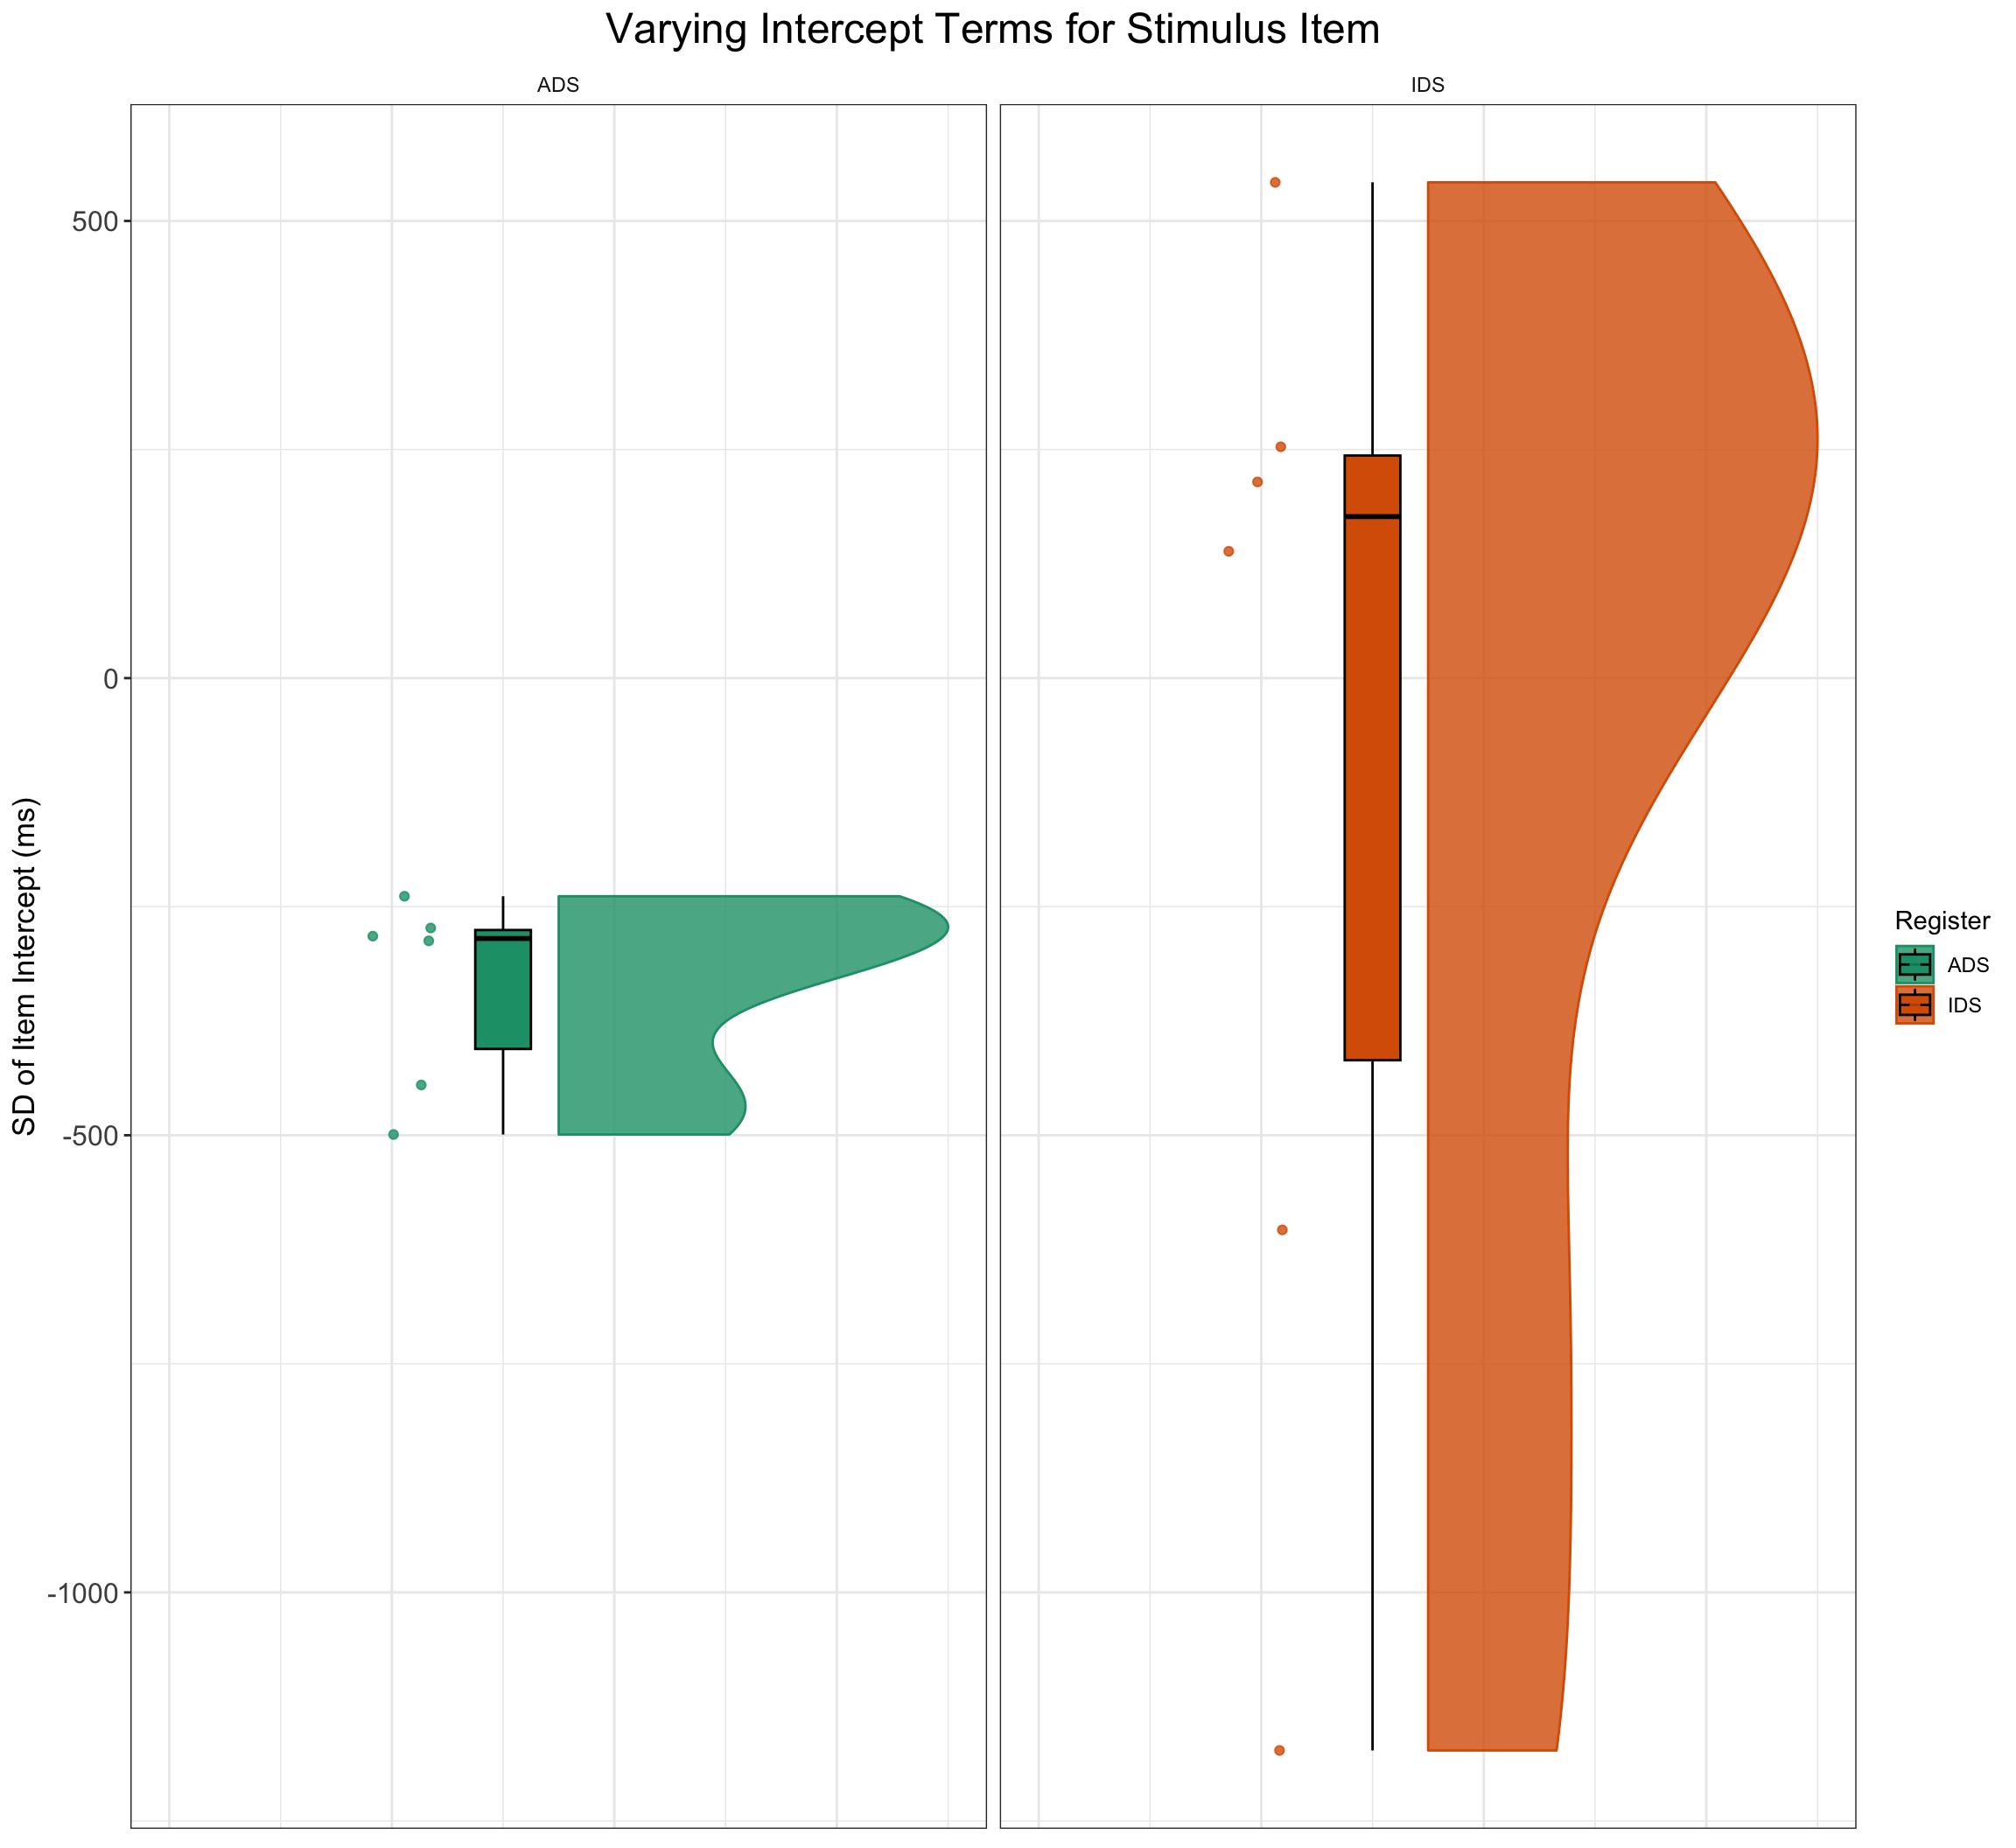 Varying Intercept Terms for Stimulus Item
ADS
IDS
SD of Item Intercept (ms)
500
0
-500
-1000
Register
ADS
IDS